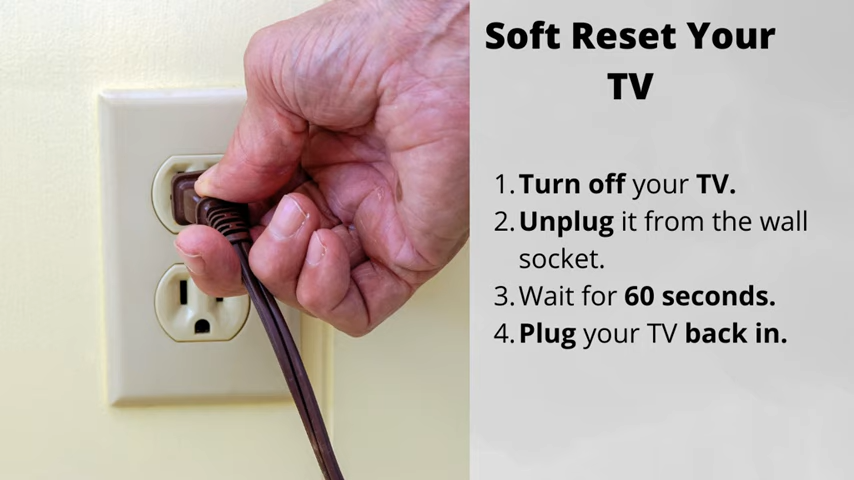 Soft Reset Your
TV
1. Turn off your TV.
2. Unplug it from the wall
socket.
3. Wait for 60 seconds.
4. Plug your TV back in.